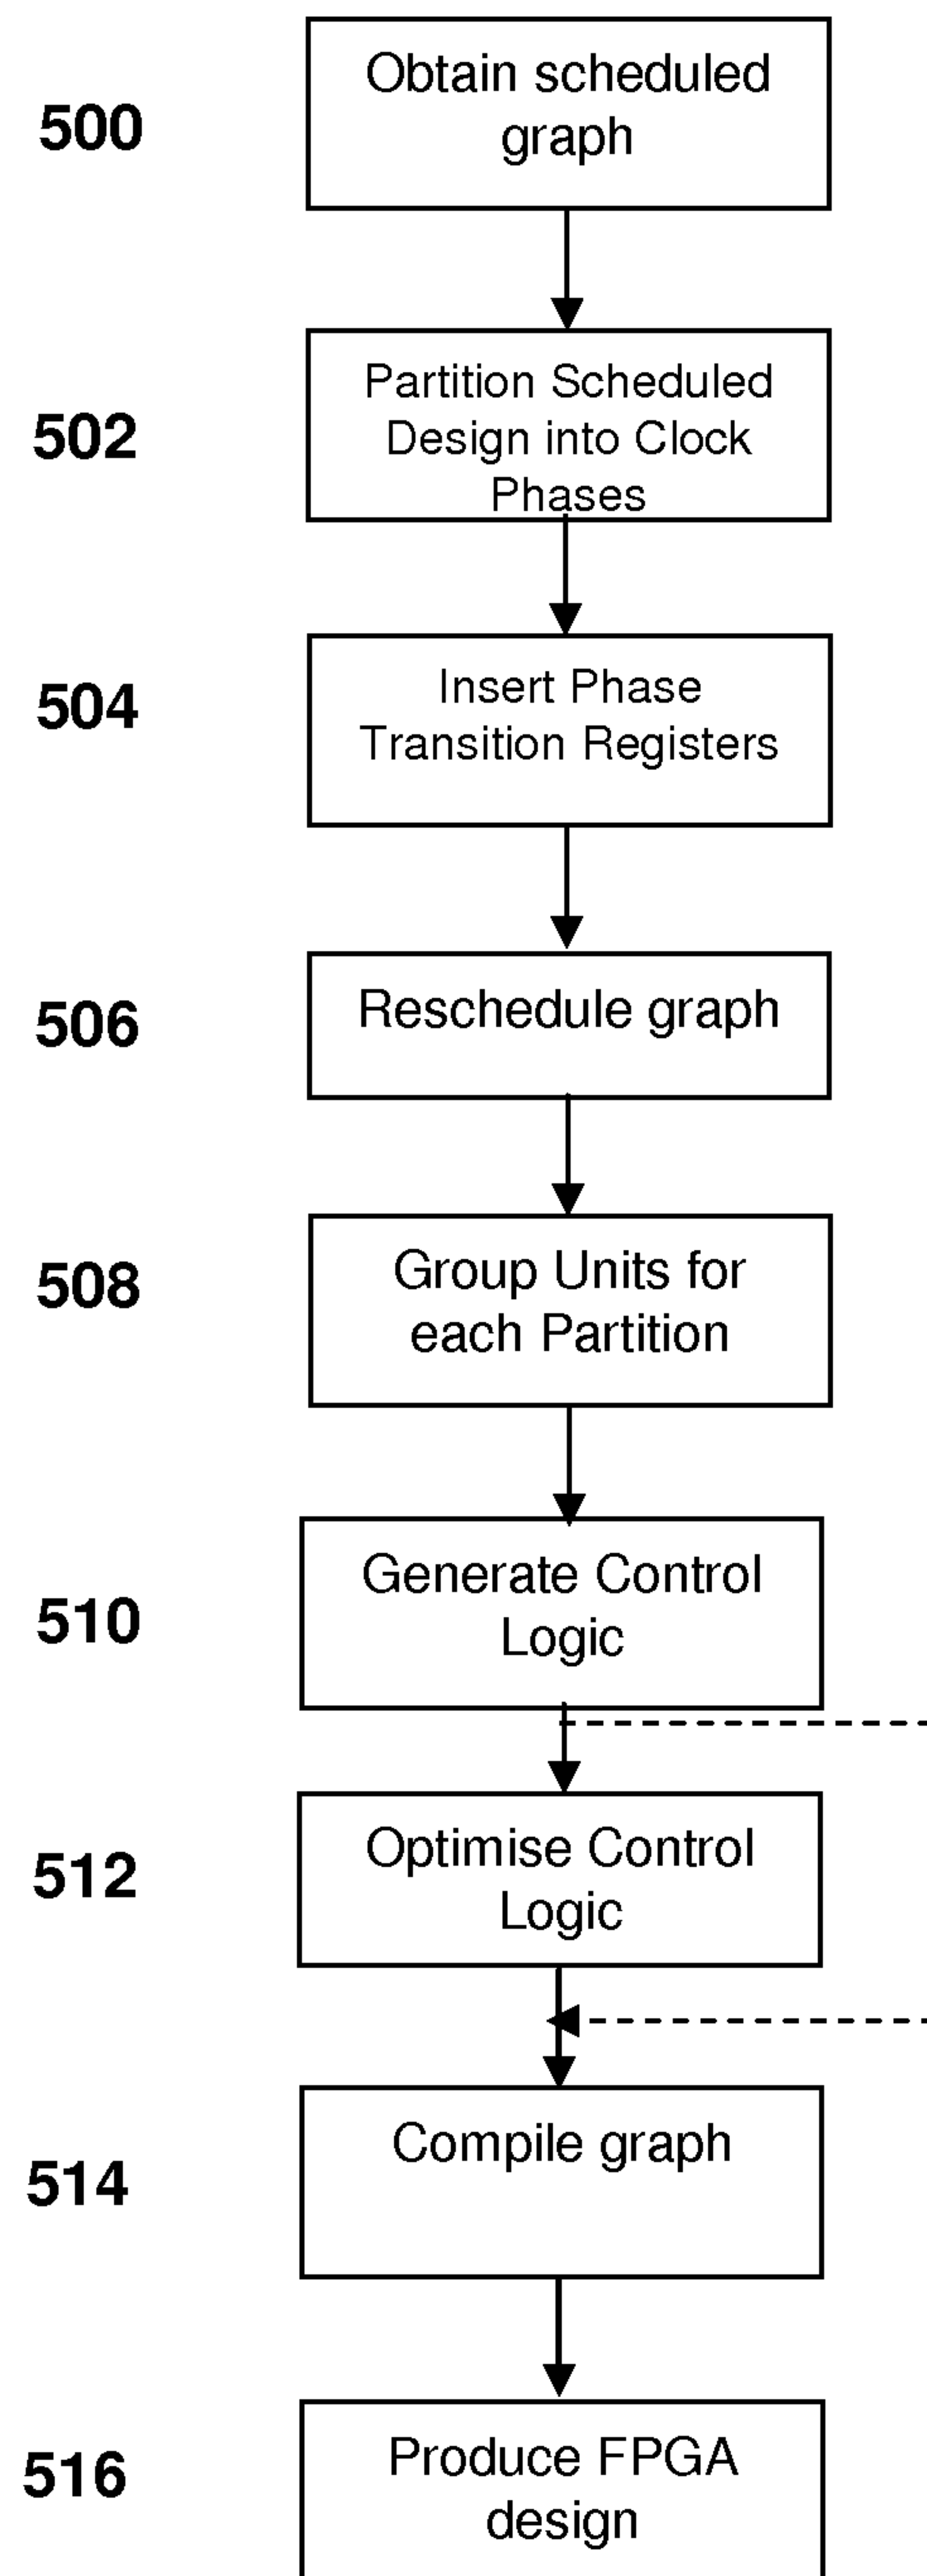 500
Obtain scheduled
graph
502
Partition Scheduled
Design into Clock
Phases
504
Insert Phase
Transition Registers
506
Reschedule graph
508
Group Units for
each Partition
510
Generate Control
Logic
512
Optimise Control
Logic
514
Compile graph
516
Produce FPGA
design